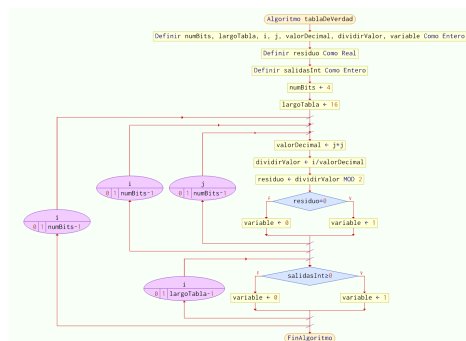 Algoritmo tablaDeVerdad
Definir numBits, largoTabla, i, j, valorDecimal, dividirValor, variable Como Entero
Definir residuo Como Real
Definir salidasInt Como Entero
numBits ← 4
largoTabla ← 16
valorDecimal ← j*j
dividirValor ← i/valorDecimal
residuo ← dividirValor MOD 2
i
0 1 numBits-1
j
0 1 numBits-1
residuo=0
F V
i
0 1 numBits-1
variable ← 0 variable ← 1
salidasInt≥0
F V
i
0 1 largoTabla-1
variable ← 0 variable ← 1
FinAlgoritmo